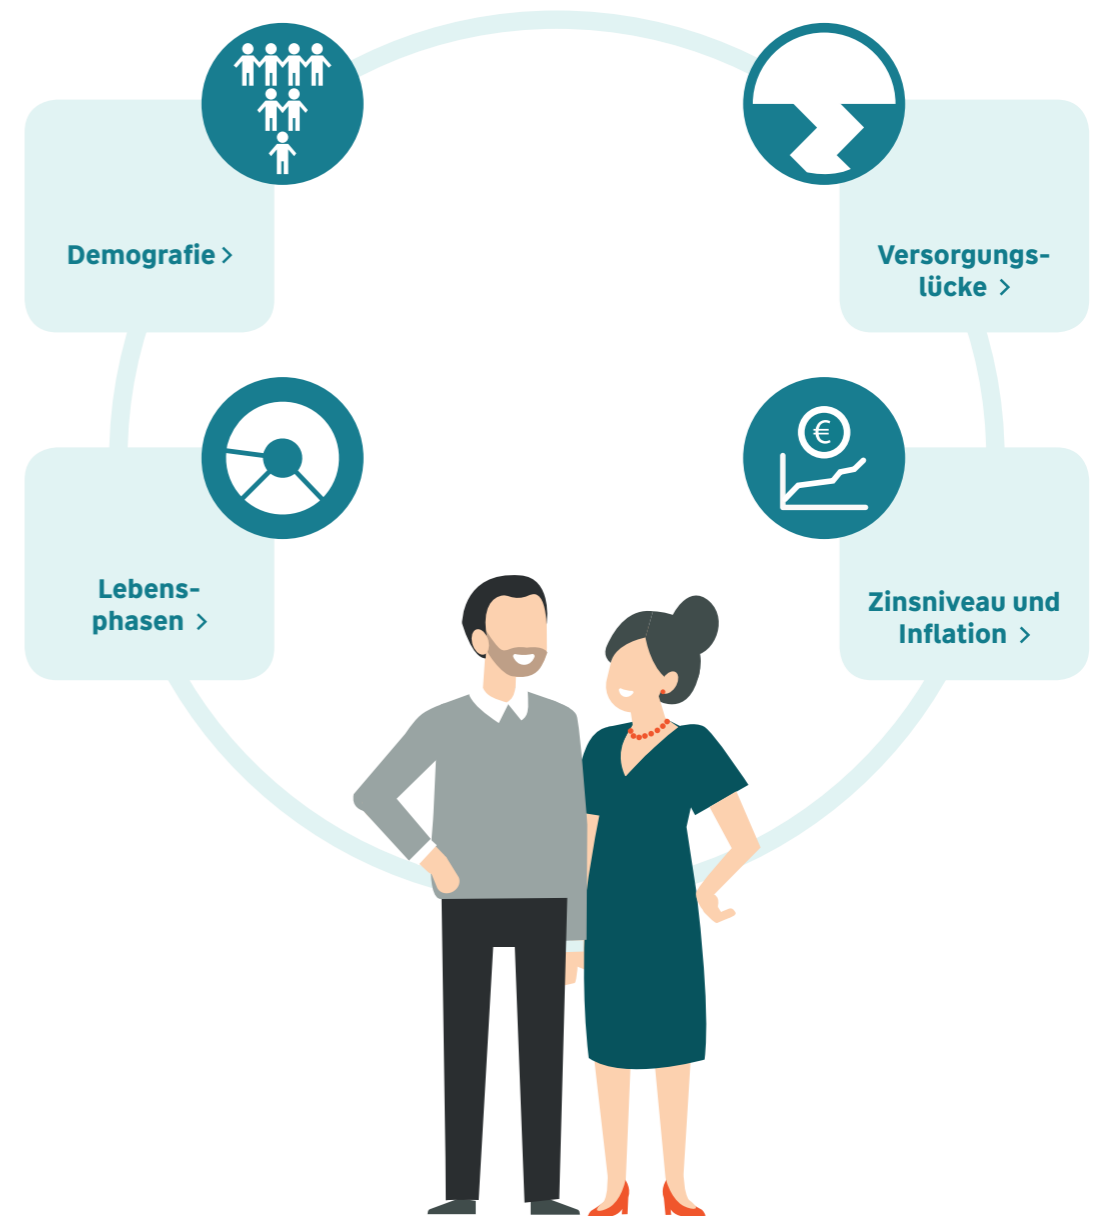 Demografie >
Versorgungs-
lücke >
€
Lebens-
phasen >
Zinsniveau und
Inflation >